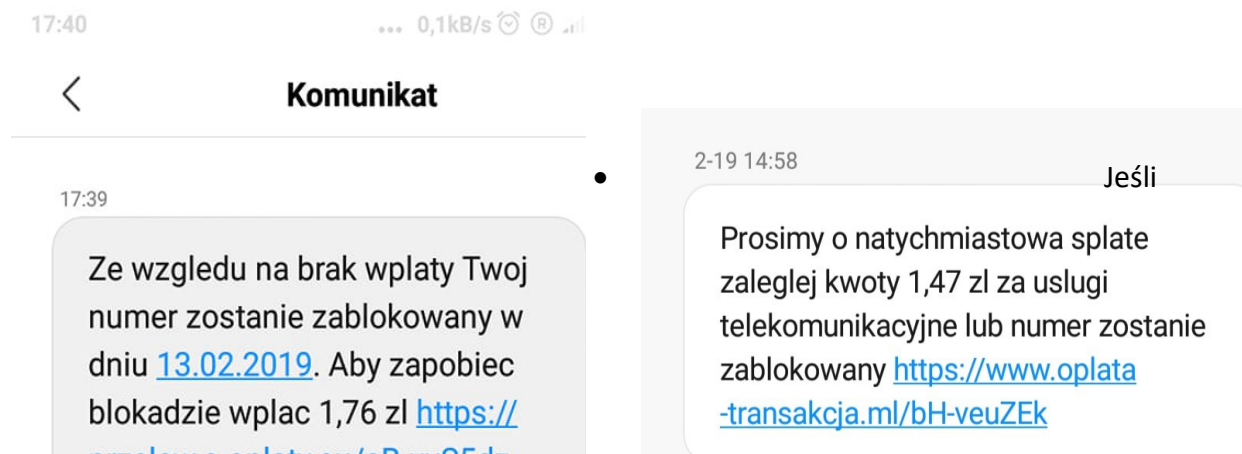 17:40
... 0,1kB/s R
Komunikat
17:39
Ze wzgledu na brak wplaty Twoj
numer zostanie zablokowany w
dniu 13.02.2019. Aby zapobiec
blokadzie wplac 1,76 zl https://
•
2-19 14:58
Jeśli
Prosimy o natychmiastowa splate
zaleglej kwoty 1,47 zl za uslugi
telekomunikacyjne lub numer zostanie
zablokowany https://www.oplata
-transakcja.ml/bH-veuZEk